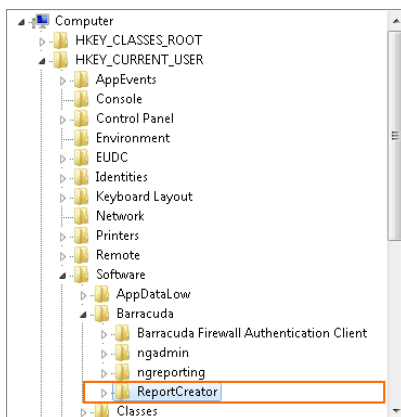 Computer
HKEY_CLASSES_ROOT
HKEY_CURRENT_USER
AppEvents
Console
Control Panel
Environment
EUDC
Identities
Keyboard Layout
Network
Printers
Remote
Software
AppDataLow
Barracuda
Barracuda Firewall Authentication Client
ngadmin
ngreporting
ReportCreator
Classes